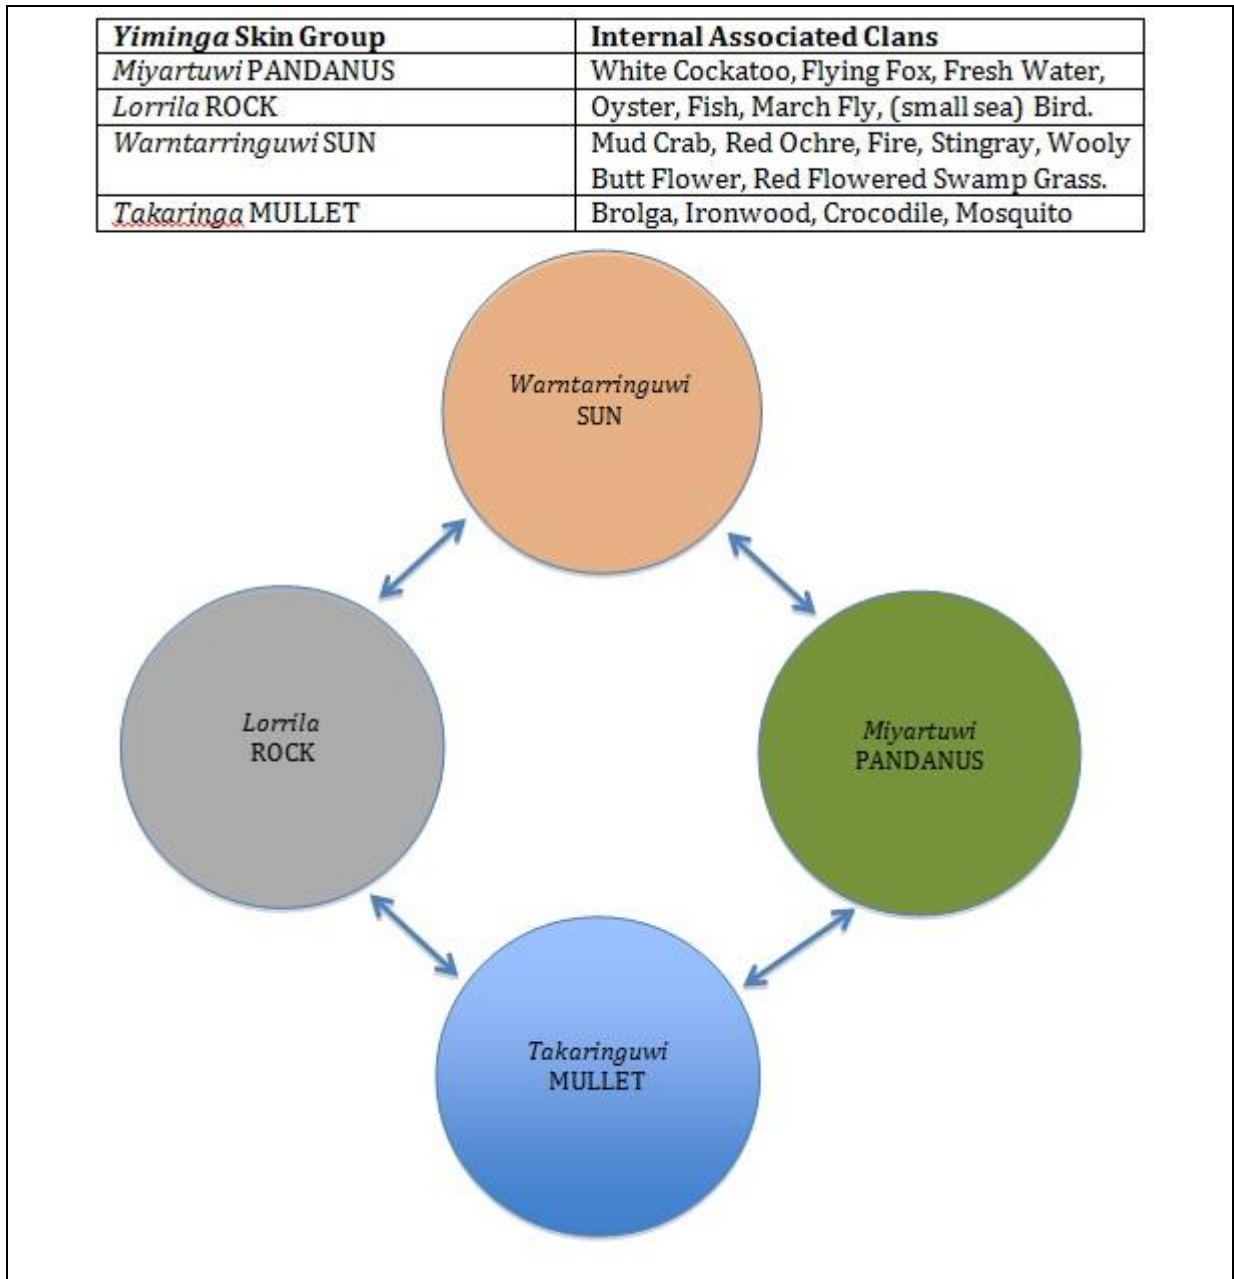 Yiminga Skin Group Internal Associated Clans
Miyartuwi PANDANUS White Cockatoo, Flying Fox, Fresh Water,
Lorrila ROCK Oyster, Fish, March Fly, (small sea) Bird.
Warntarringuwi SUN Mud Crab, Red Ochre, Fire, Stingray, Wooly
Butt Flower, Red Flowered Swamp Grass.
Takaringa MULLET Brolga, Ironwood, Crocodile, Mosquito
Warntarringuwi
SUN
Lorrila
ROCK
Miyartuwi
PANDANUS
Takaringuwi
MULLET